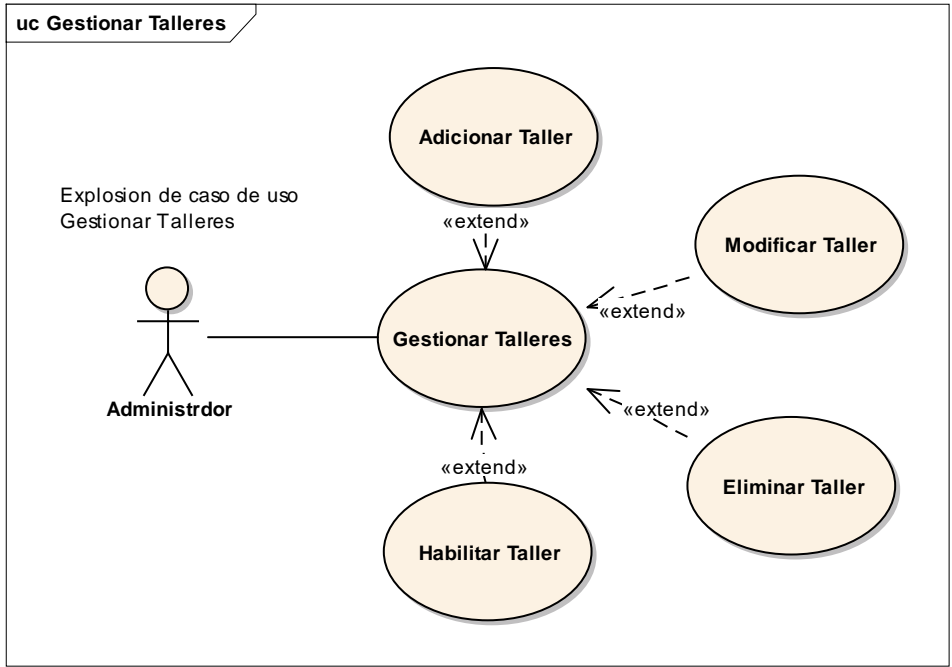 uc Gestionar Talleres
Adicionar Taller
Explosion de caso de uso
Gestionar Talleres
«extend»
Modificar Taller
«extend»
Gestionar Talleres
Administrdor
«extend»
«extend»
Eliminar Taller
Habilitar Taller